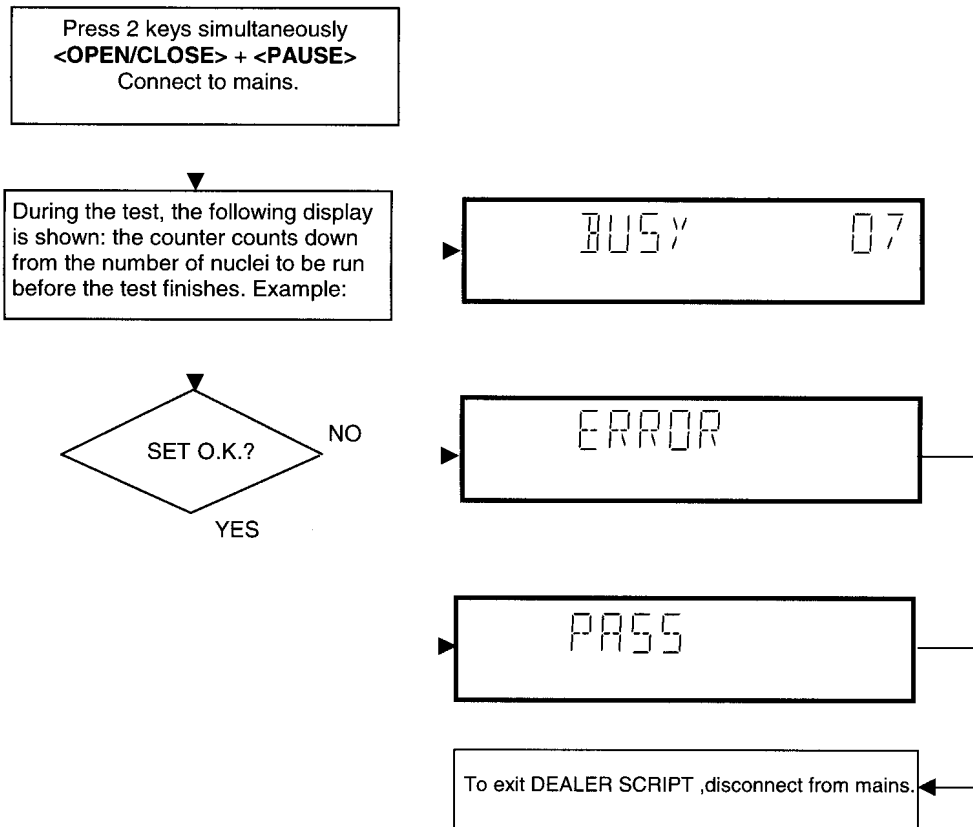 Press 2 keys simultaneously
<OPEN/CLOSE> + <PAUSE>
Connect to mains.
During the test, the following display
is shown: the counter counts down
from the number of nuclei to be run
before the test finishes. Example:
BUSY 07
SET O.K.?
NO
ERROR
YES
PASS
To exit DEALER SCRIPT ,disconnect from mains.